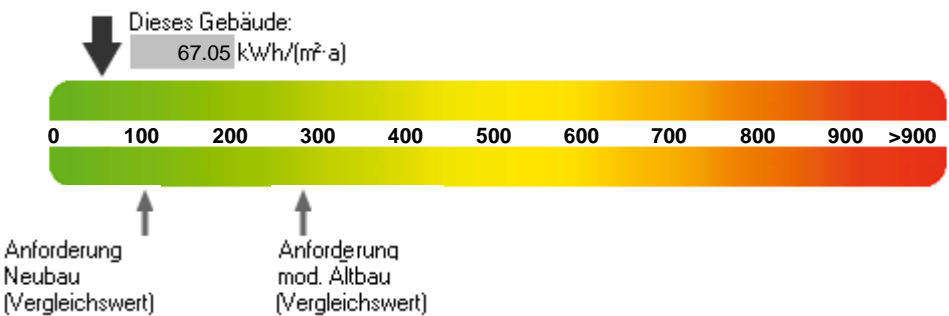 Dieses Gebäude:
67.05 kWh/(m²·a)
0 100 200 300 400 500 600 700 800 900 >900
Anforderung
Neubau
(Vergleichswert)
Anforderung
mod. Altbau
(Vergleichswert)